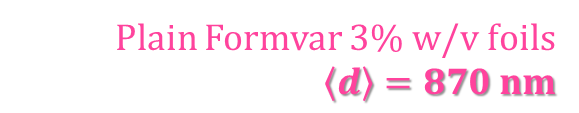 Plain Formvar 3% w/v foils
⟨d⟩ = 870 nm